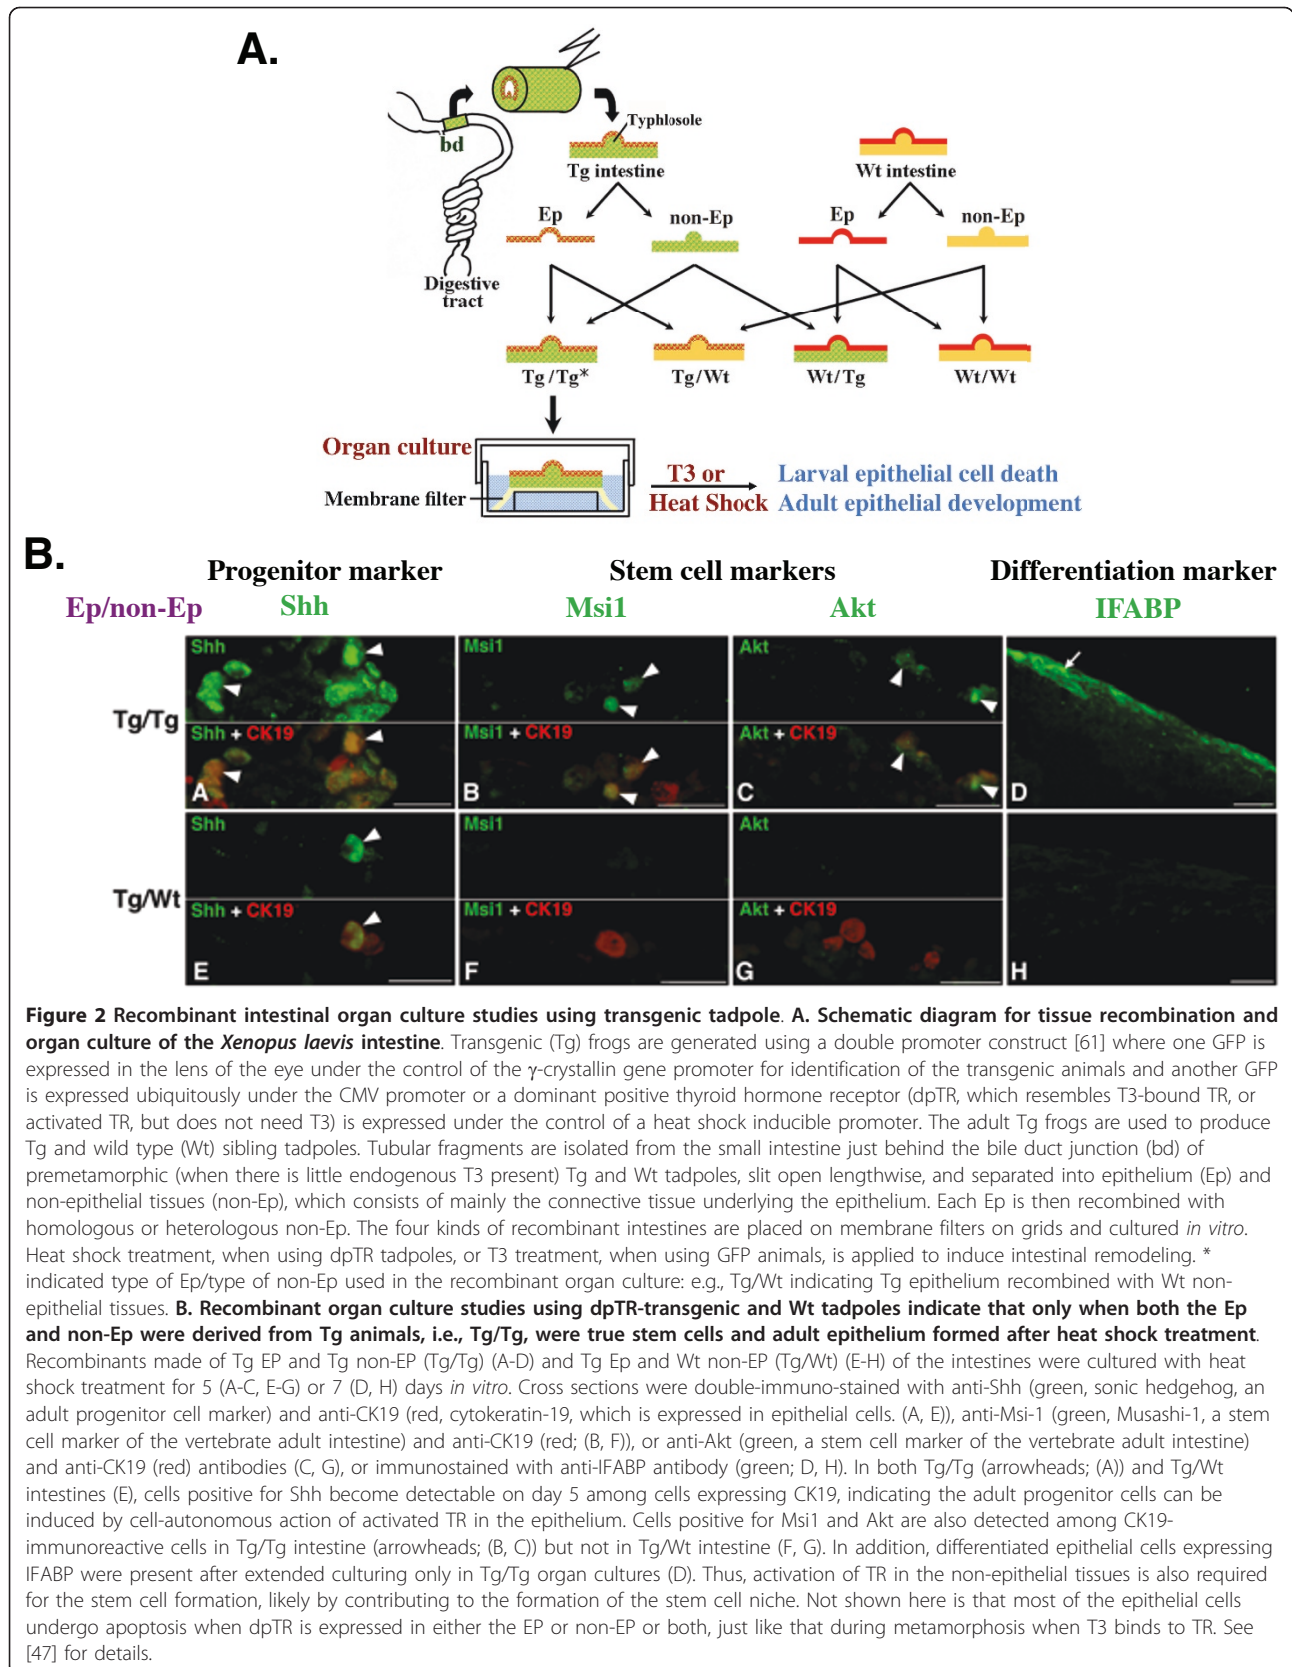 A.
Typhlosole
bd
Tg intestine
Wt intestine
Ep
non-Ep
Ep
non-Ep
Digestive
tract
Tg/Tg*
Tg/Wt
Wt/Tg
Wt/Wt
Organ culture
Membrane filter
T3 or
Heat Shock
Larval epithelial cell death
Adult epithelial development
B.
Progenitor marker
Stem cell markers
Differentiation marker
Ep/non-Ep
Shh
Msi1
Akt
IFABP
Tg/Tg
Shh
Msi1
Akt
Shh + CK19
Msi1 + CK19
Akt + CK19
A
B
C
D
Tg/Wt
Shh
Msi1
Akt
Shh + CK19
Msi1 + CK19
Akt + CK19
E
F
G
H
Figure 2 Recombinant intestinal organ culture studies using transgenic tadpole. A. Schematic diagram for tissue recombination and
organ culture of the Xenopus laevis intestine. Transgenic (Tg) frogs are generated using a double promoter construct [61] where one GFP is
expressed in the lens of the eye under the control of the γ-crystallin gene promoter for identification of the transgenic animals and another GFP
is expressed ubiquitously under the CMV promoter or a dominant positive thyroid hormone receptor (dpTR, which resembles T3-bound TR, or
activated TR, but does not need T3) is expressed under the control of a heat shock inducible promoter. The adult Tg frogs are used to produce
Tg and wild type (Wt) sibling tadpoles. Tubular fragments are isolated from the small intestine just behind the bile duct junction (bd) of
premetamorphic (when there is little endogenous T3 present) Tg and Wt tadpoles, slit open lengthwise, and separated into epithelium (Ep) and
non-epithelial tissues (non-Ep), which consists of mainly the connective tissue underlying the epithelium. Each Ep is then recombined with
homologous or heterologous non-Ep. The four kinds of recombinant intestines are placed on membrane filters on grids and cultured in vitro.
Heat shock treatment, when using dpTR tadpoles, or T3 treatment, when using GFP animals, is applied to induce intestinal remodeling. *
indicated type of Ep/type of non-Ep used in the recombinant organ culture: e.g., Tg/Wt indicating Tg epithelium recombined with Wt non-
epithelial tissues. B. Recombinant organ culture studies using dpTR-transgenic and Wt tadpoles indicate that only when both the Ep
and non-Ep were derived from Tg animals, i.e., Tg/Tg, were true stem cells and adult epithelium formed after heat shock treatment.
Recombinants made of Tg EP and Tg non-EP (Tg/Tg) (A-D) and Tg Ep and Wt non-EP (Tg/Wt) (E-H) of the intestines were cultured with heat
shock treatment for 5 (A-C, E-G) or 7 (D, H) days in vitro. Cross sections were double-immuno-stained with anti-Shh (green, sonic hedgehog, an
adult progenitor cell marker) and anti-CK19 (red, cytokeratin-19, which is expressed in epithelial cells. (A, E)), anti-Msi-1 (green, Musashi-1, a stem
cell marker of the vertebrate adult intestine) and anti-CK19 (red; (B, F)), or anti-Akt (green, a stem cell marker of the vertebrate adult intestine)
and anti-CK19 (red) antibodies (C, G), or immunostained with anti-IFABP antibody (green; D, H). In both Tg/Tg (arrowheads; (A)) and Tg/Wt
intestines (E), cells positive for Shh become detectable on day 5 among cells expressing CK19, indicating the adult progenitor cells can be
induced by cell-autonomous action of activated TR in the epithelium. Cells positive for Msi1 and Akt are also detected among CK19-
immunoreactive cells in Tg/Tg intestine (arrowheads; (B, C)) but not in Tg/Wt intestine (F, G). In addition, differentiated epithelial cells expressing
IFABP were present after extended culturing only in Tg/Tg organ cultures (D). Thus, activation of TR in the non-epithelial tissues is also required
for the stem cell formation, likely by contributing to the formation of the stem cell niche. Not shown here is that most of the epithelial cells
undergo apoptosis when dpTR is expressed in either the EP or non-EP or both, just like that during metamorphosis when T3 binds to TR. See
[47] for details.